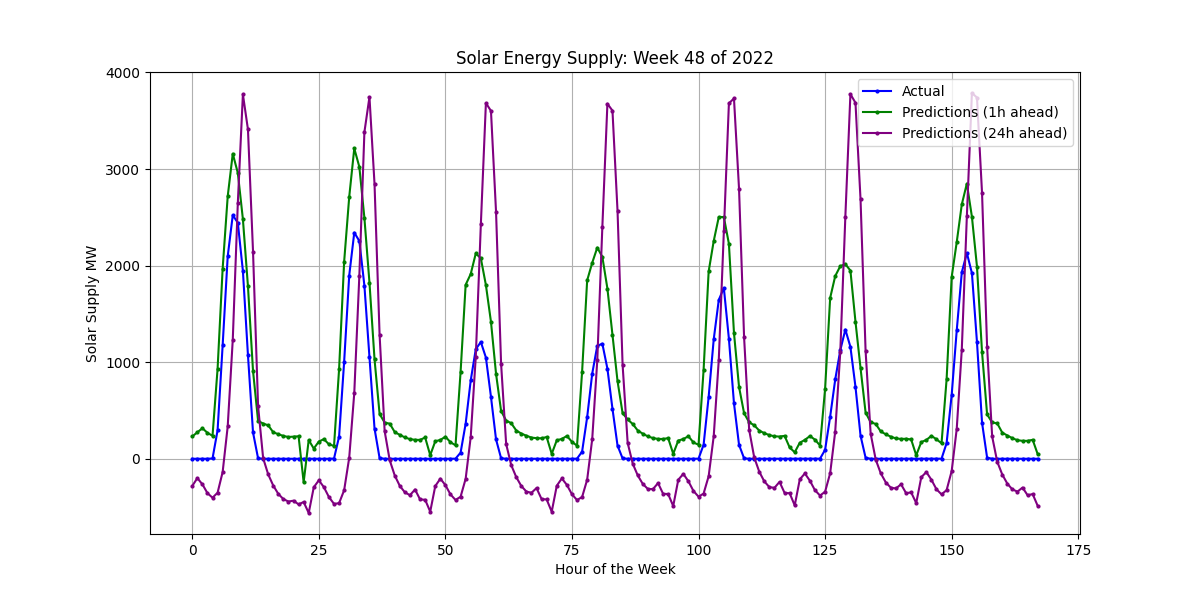 Solar Energy Supply: Week 48 of 2022
4000
3000
2000
1000
0
Solar Supply MW
Actual
Predictions (1h ahead)
Predictions (24h ahead)
0 25 50 75 100 125 150 175
Hour of the Week